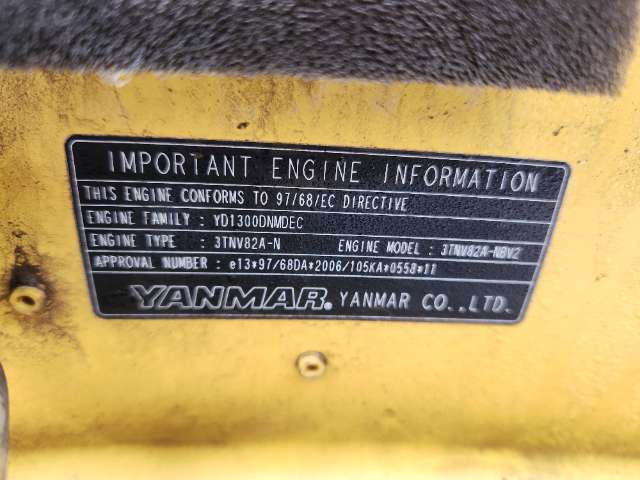 IMPORTANT ENGINE INFORMATION
THIS ENGINE CONFORMS TO 97/68/EC DIRECTIVE
ENGINE FAMILY : YD1300DNMDEC
ENGINE TYPE : 3TNV82A-N ENGINE MODEL : 3TNV82A-NBV2
APPROVAL NUMBER : e13*97/68DA*2006/105KA*0558*11
YANMAR. YANMAR CO.,LTD.